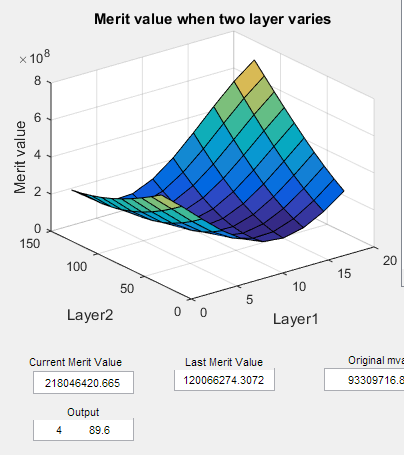 Merit value when two layer varies
×10⁸
8
6
4
2
0
Merit value
150
100
50
0
Layer2
0
5
10
15
20
Layer1
Current Merit Value
218046420.665
Last Merit Value
120066274.3072
Original mva
93309716.8
Output
4 89.6